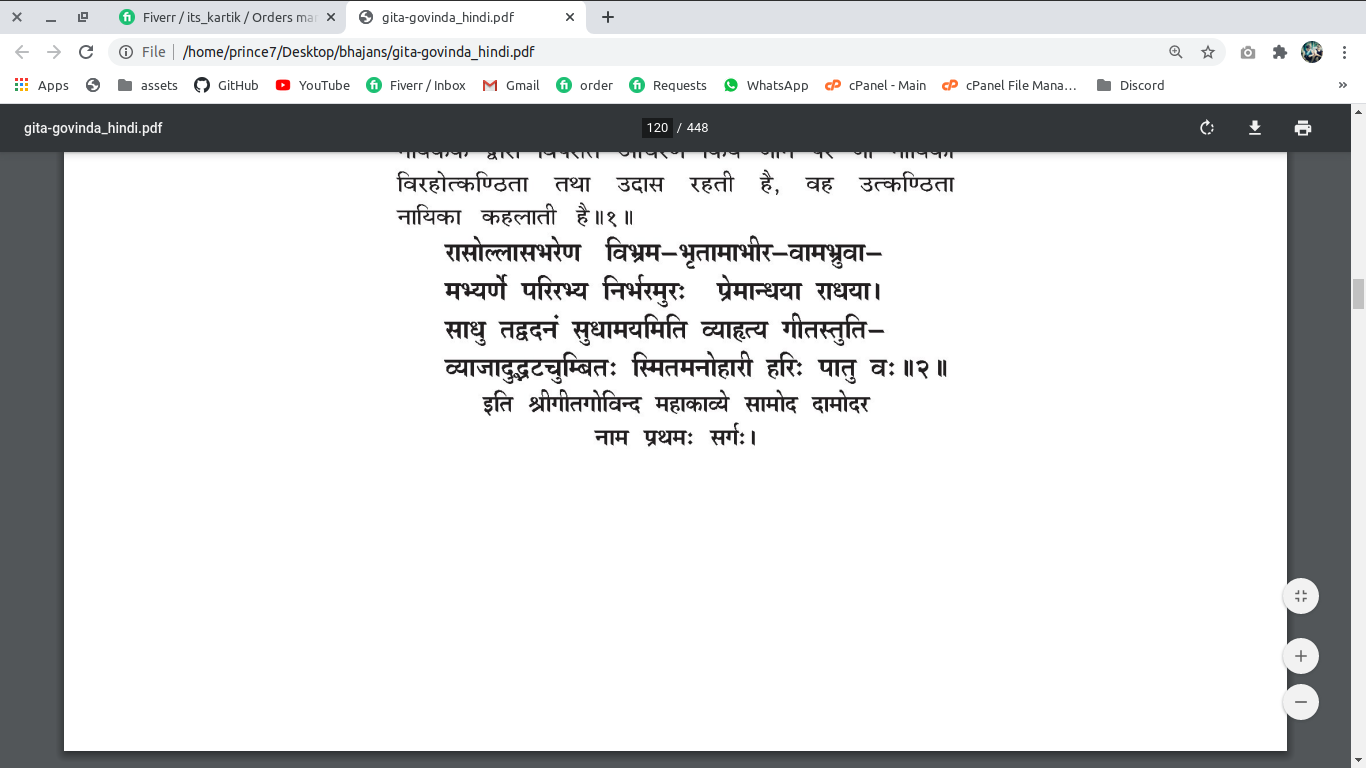 Fiverr / its_kartik / Orders ma
gita-govinda_hindi.pdf
File /home/prince7/Desktop/bhajans/gita-govinda_hindi.pdf
Apps assets GitHub YouTube Fiverr / Inbox Gmail order Requests WhatsApp cPanel - Main cPanel File Mana… Discord »
gita-govinda_hindi.pdf 120 / 448
विरहोत्कण्ठिता तथा उदास रहती है, वह उत्कण्ठिता
नायिका कहलाती है॥१॥
रासोल्लासभरेण विभ्रम–भृतामाभीर–वामभ्रुवा–
मभ्यर्णे परिरभ्य निर्भरमुरः प्रेमान्धया राधया।
साधु तद्वदनं सुधामयमिति व्याहृत्य गीतस्तुति–
व्याजादुद्भटचुम्बितः स्मितमनोहारी हरिः पातु वः॥२॥
इति श्रीगीतगोविन्द महाकाव्ये सामोद दामोदर
नाम प्रथमः सर्गः।